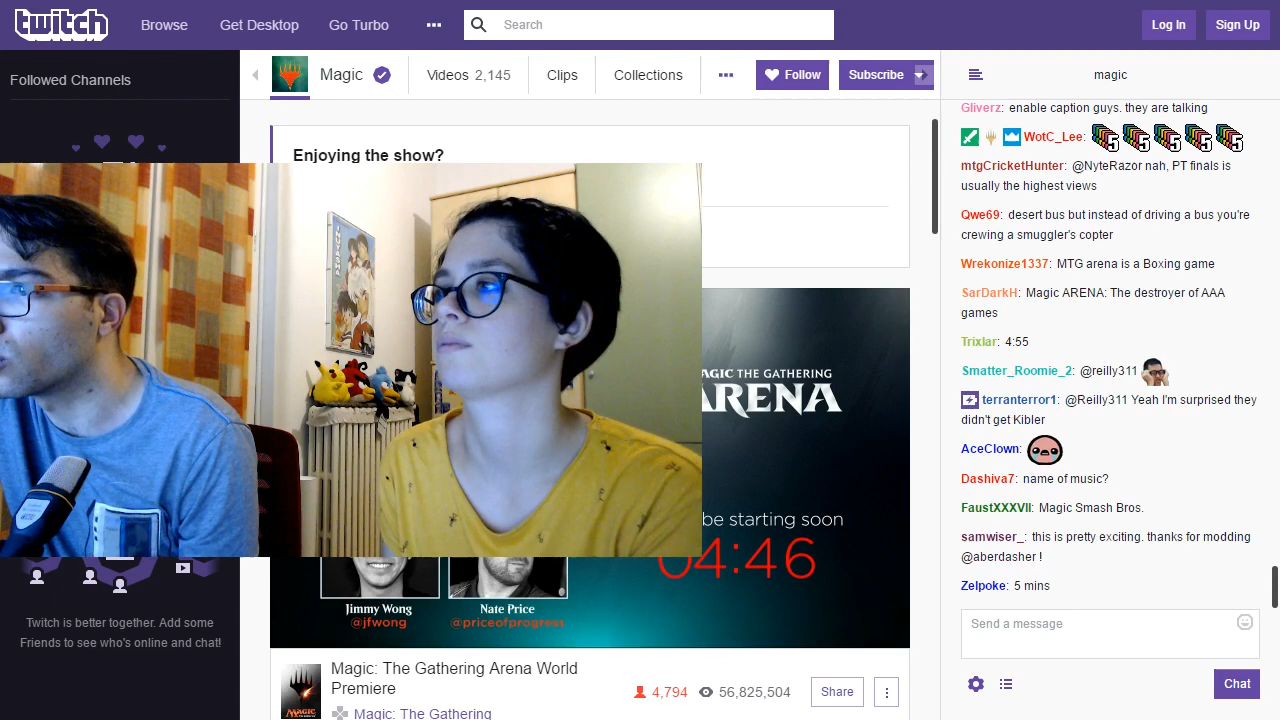 twitch
Browse
Get Desktop
Go Turbo
Search
Log In
Sign Up
Followed Channels
Magic
Videos 2,145
Clips
Collections
Follow
Subscribe
magic
Enjoying the show?
INUYASHA
MAGIC THE GATHERING
ARENA
be starting soon
04:46
Jimmy Wong
@jfwong
Nate Price
@priceofprogress
Twitch is better together. Add some
Friends to see who's online and chat!
MAGIC
Magic: The Gathering Arena World
Premiere
Magic: The Gathering
4,794
56,825,504
Share
Gliverz: enable caption guys. they are talking
WotC_Lee:
mtgCricketHunter: @NyteRazor nah, PT finals is
usually the highest views
Qwe69: desert bus but instead of driving a bus you're
crewing a smuggler's copter
Wrekonize1337: MTG arena is a Boxing game
SarDarkH: Magic ARENA: The destroyer of AAA
games
Trixlar: 4:55
Smatter_Roomie_2: @reilly311
terranterror1: @Reilly311 Yeah I'm surprised they
didn't get Kibler
AceClown:
Dashiva7: name of music?
FaustXXXVII: Magic Smash Bros.
samwiser_: this is pretty exciting. thanks for modding
@aberdasher !
Zelpoke: 5 mins
Send a message
Chat